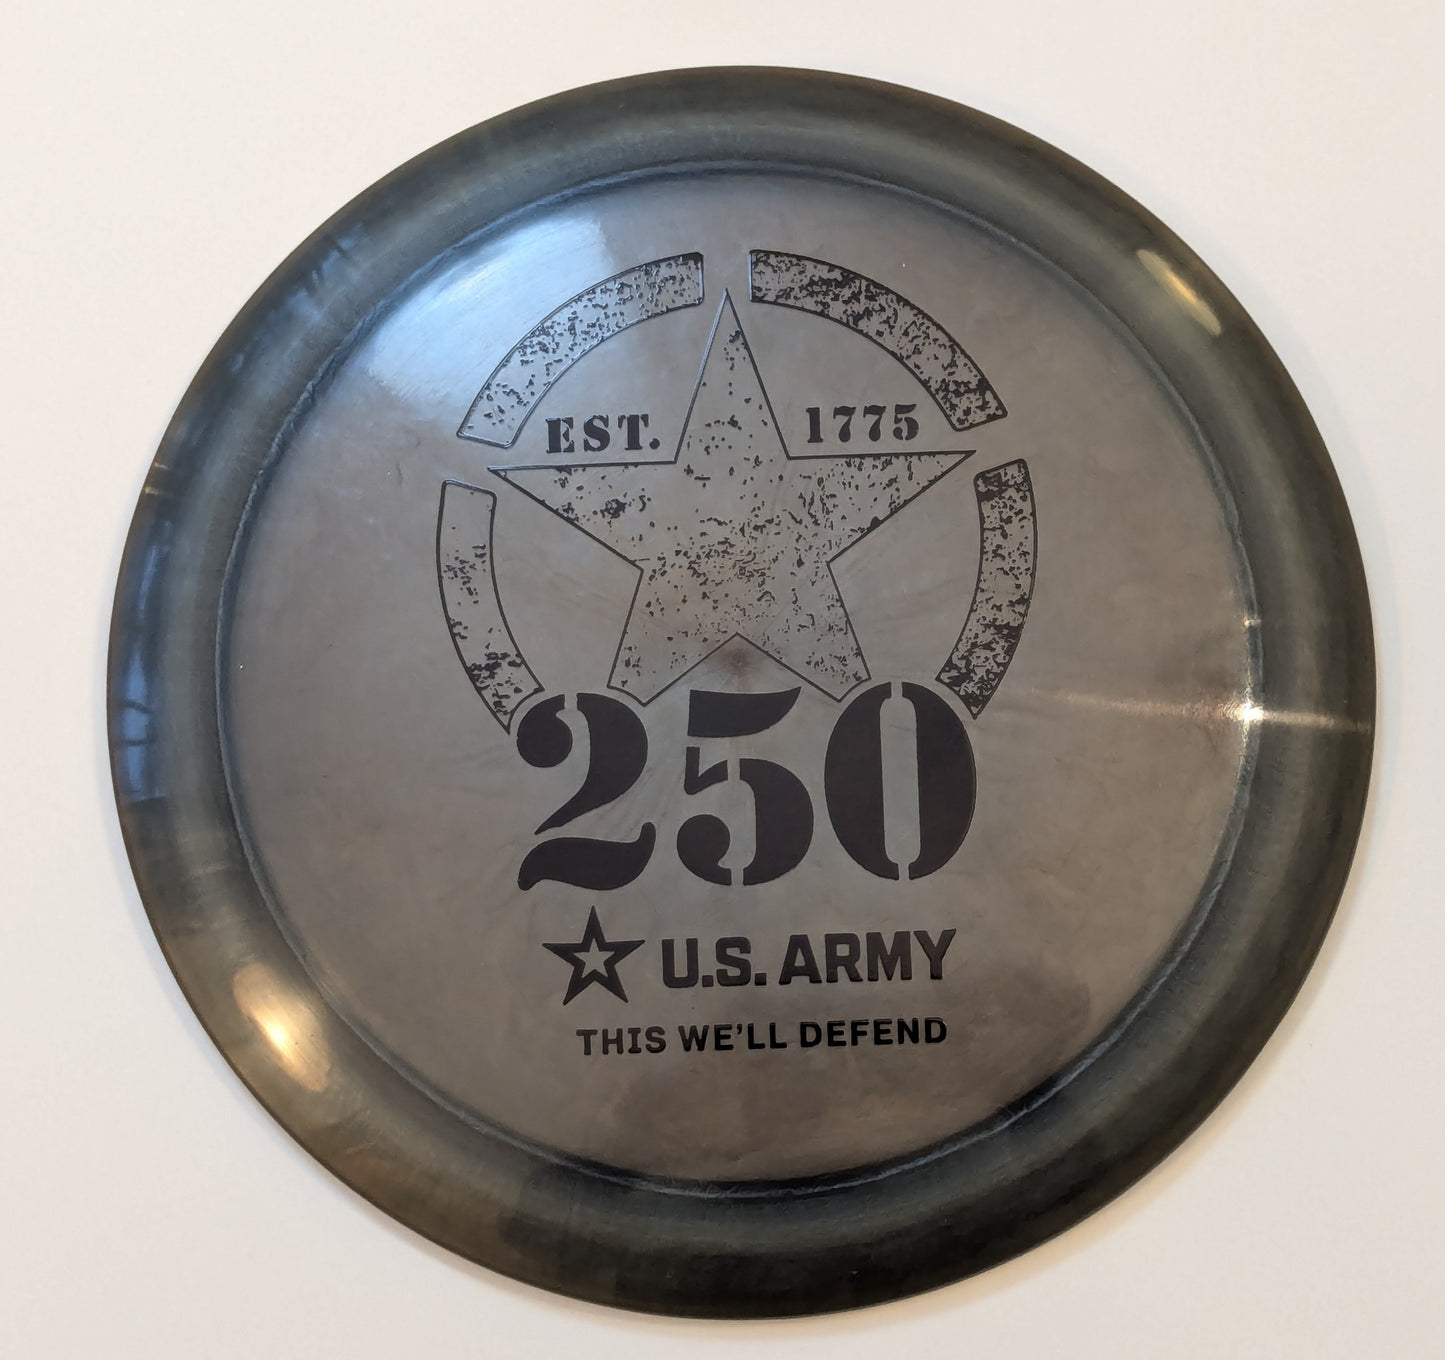 EST. 1775
250
U.S. ARMY
THIS WE'LL DEFEND